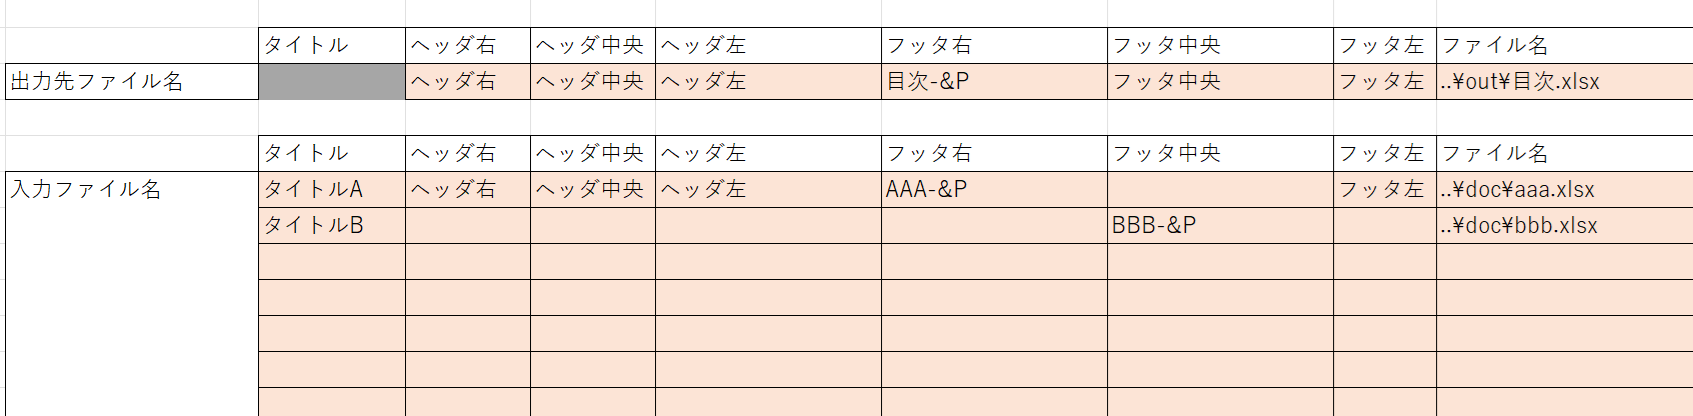 タイトル ヘッダ右 ヘッダ中央 ヘッダ左 フッタ右 フッタ中央 フッタ左 ファイル名
出力先ファイル名 ヘッダ右 ヘッダ中央 ヘッダ左 目次-&P フッタ中央 フッタ左 ..¥out¥目次.xlsx
タイトル ヘッダ右 ヘッダ中央 ヘッダ左 フッタ右 フッタ中央 フッタ左 ファイル名
入力ファイル名 タイトルA ヘッダ右 ヘッダ中央 ヘッダ左 AAA-&P フッタ左 ..¥doc¥aaa.xlsx
タイトルB BBB-&P ..¥doc¥bbb.xlsx